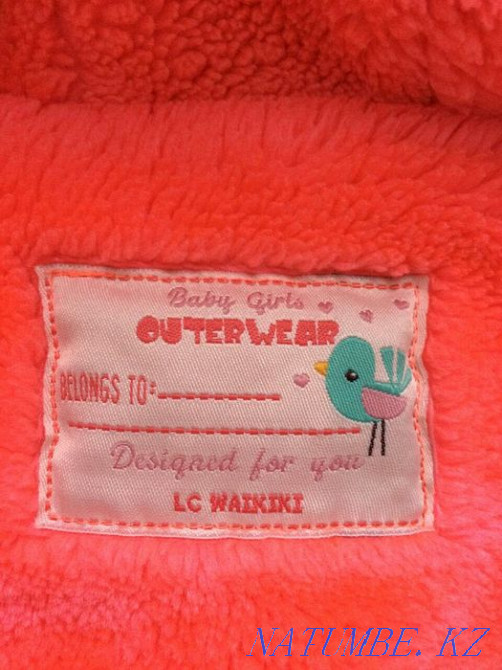 Baby Girls
OUTERWEAR
BELONGS TO:
Designed for you
LC WAIKIKI
NATUMBE. KZ